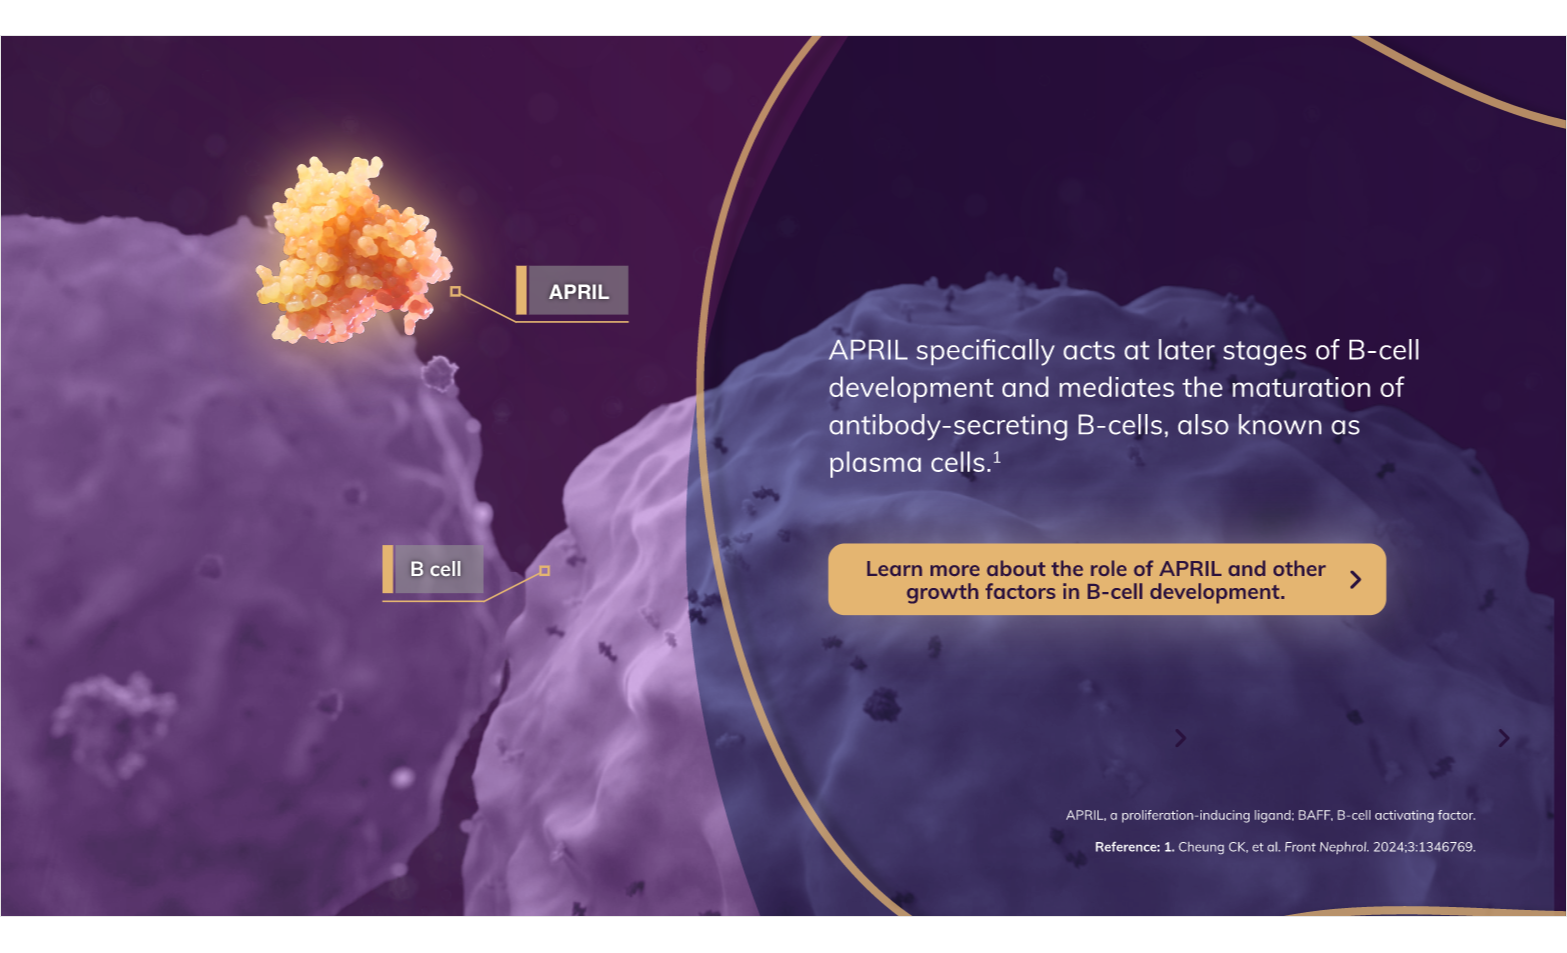 APRIL
B cell
APRIL specifically acts at later stages of B-cell
development and mediates the maturation of
antibody-secreting B-cells, also known as
plasma cells.¹
Learn more about the role of APRIL and other
growth factors in B-cell development.
APRIL, a proliferation-inducing ligand; BAFF, B-cell activating factor.
Reference: 1. Cheung CK, et al. Front Nephrol. 2024;3:1346769.